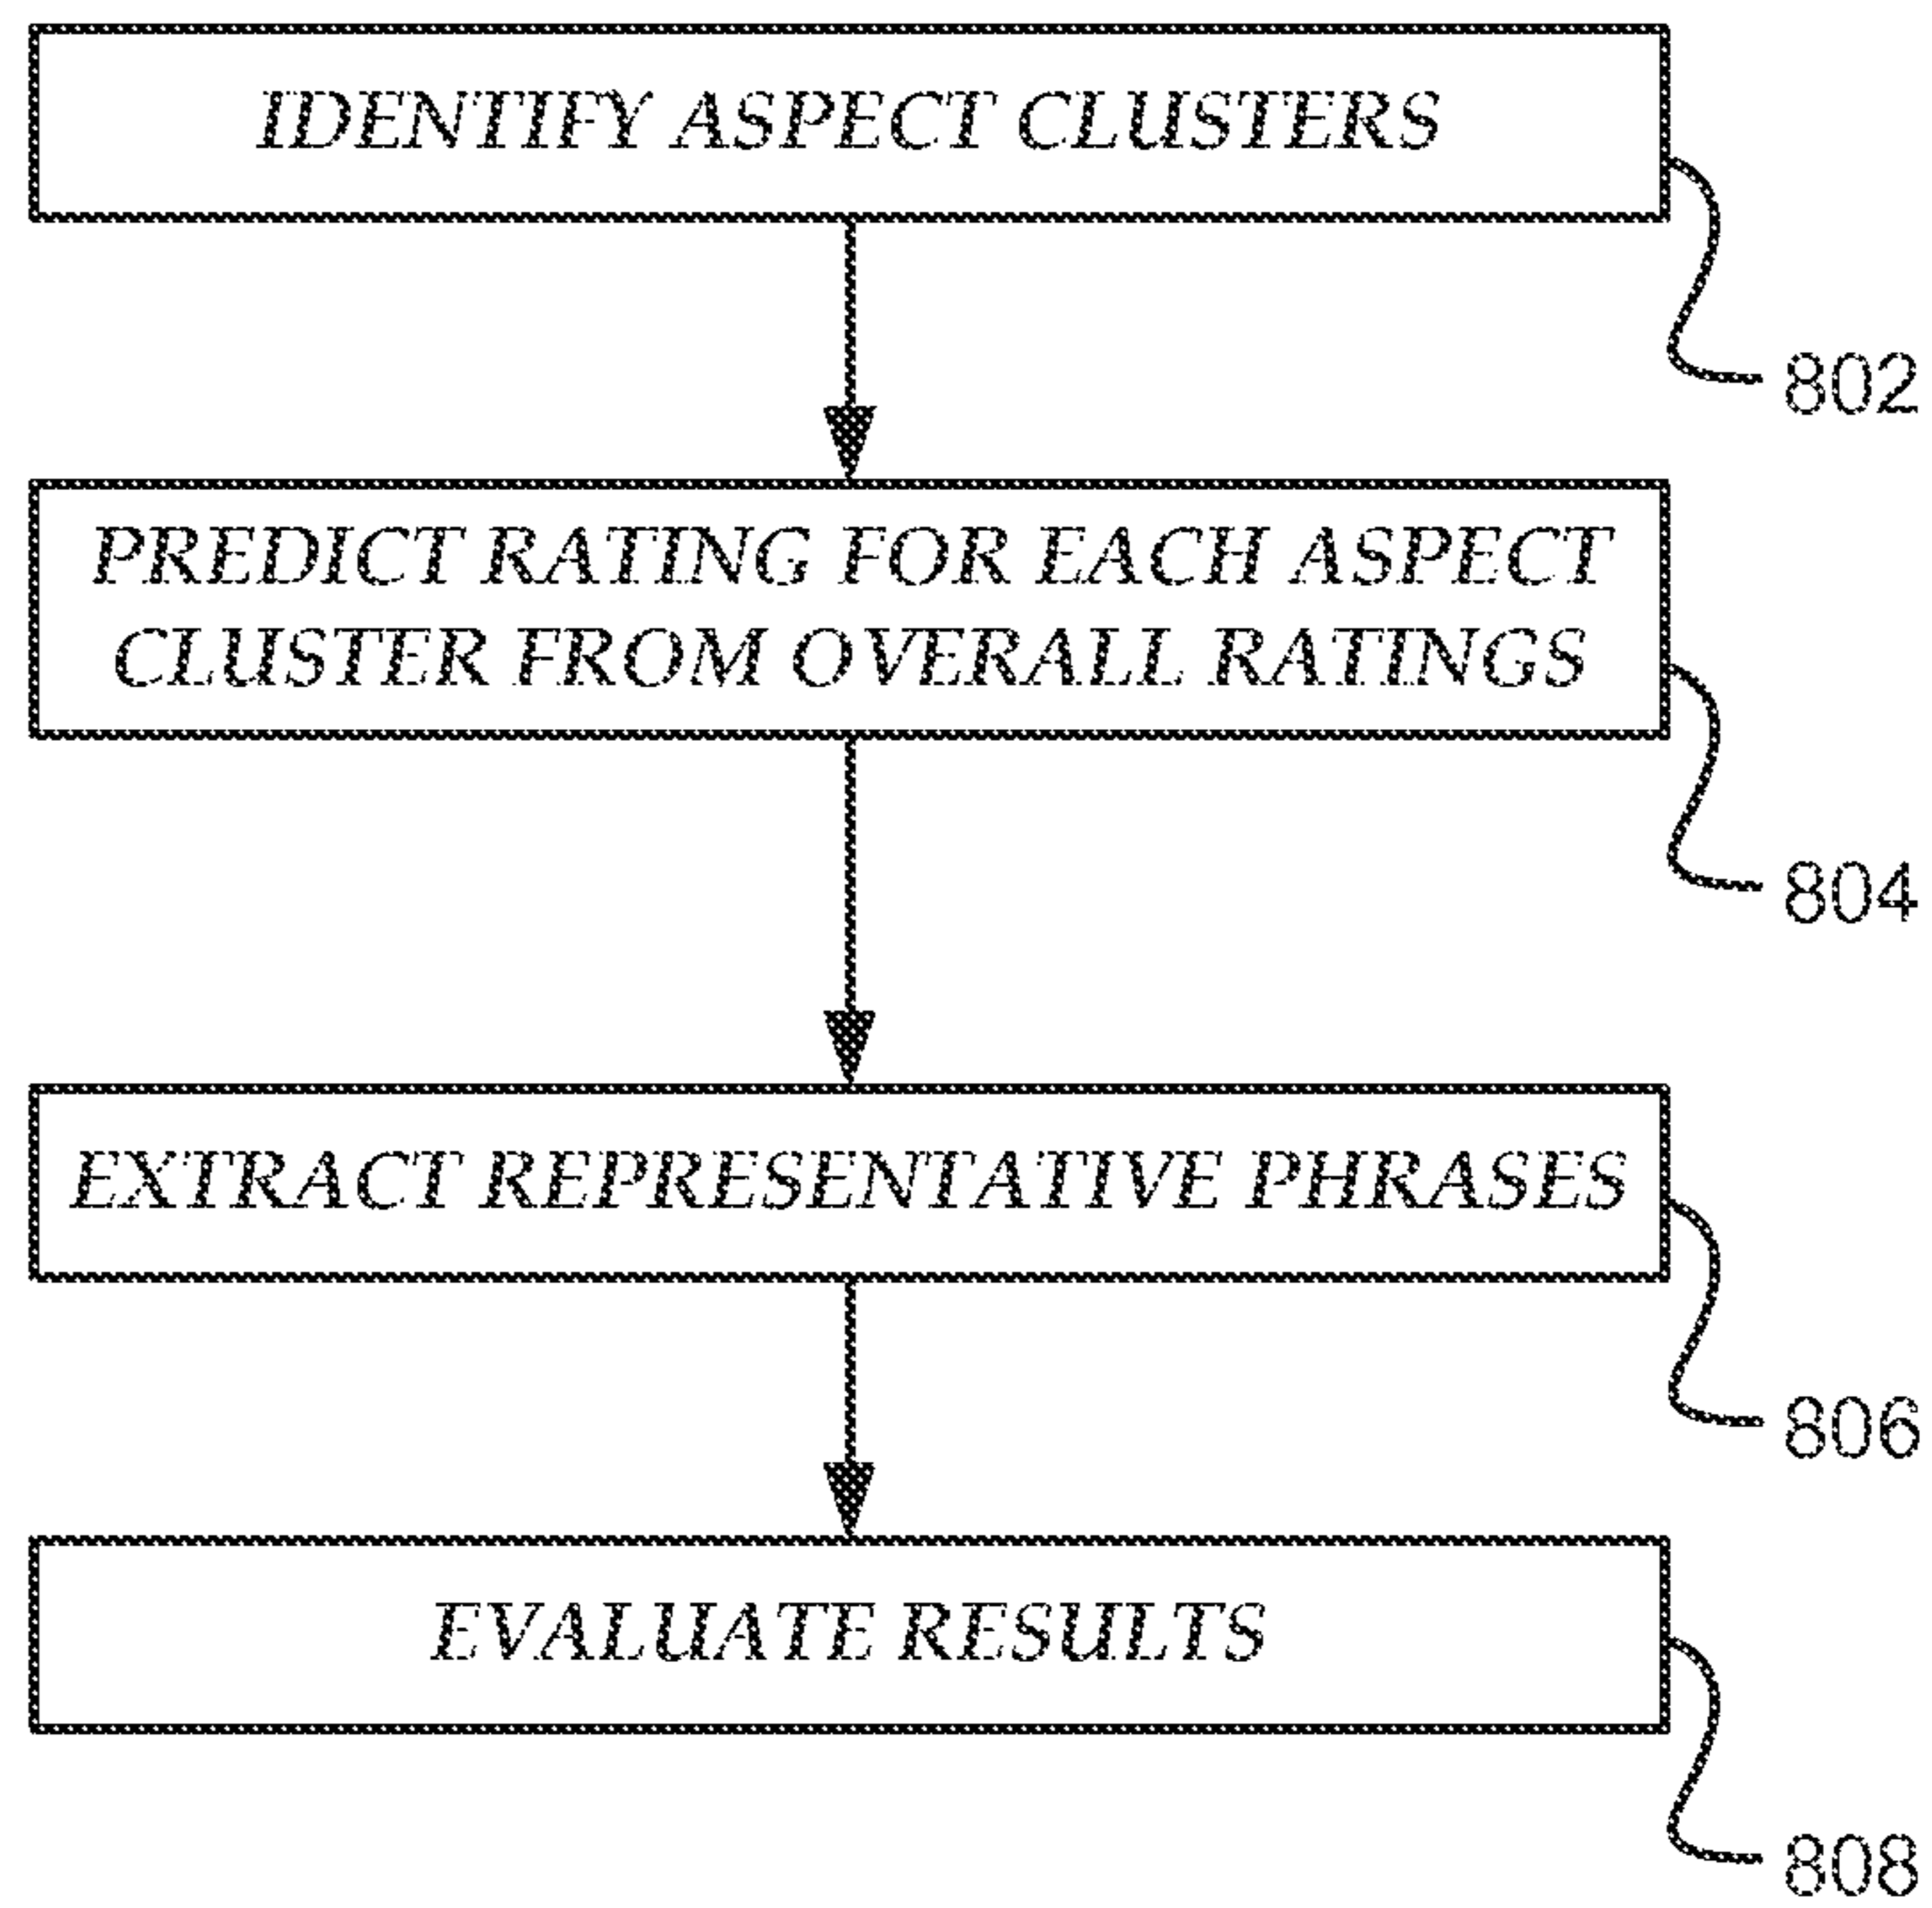 IDENTIFY ASPECT CLUSTERS
802
PREDICT RATING FOR EACH ASPECT
CLUSTER FROM OVERALL RATINGS
804
EXTRACT REPRESENTATIVE PHRASES
806
EVALUATE RESULTS
808